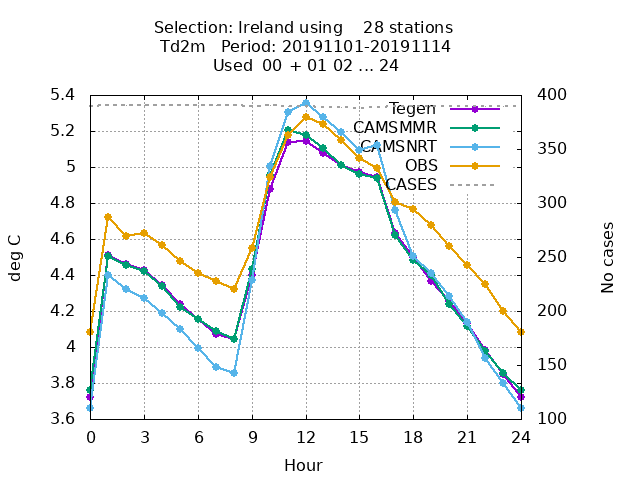 Selection: Ireland using    28 stations
Td2m   Period: 20191101-20191114
Used  00 + 01 02 ... 24
5.4
5.2
5
4.8
4.6
4.4
4.2
4
3.8
3.6
deg C
Tegen
CAMSMMR
CAMSNRT
OBS
CASES
400
350
300
250
200
150
100
No cases
0 3 6 9 12 15 18 21 24
Hour